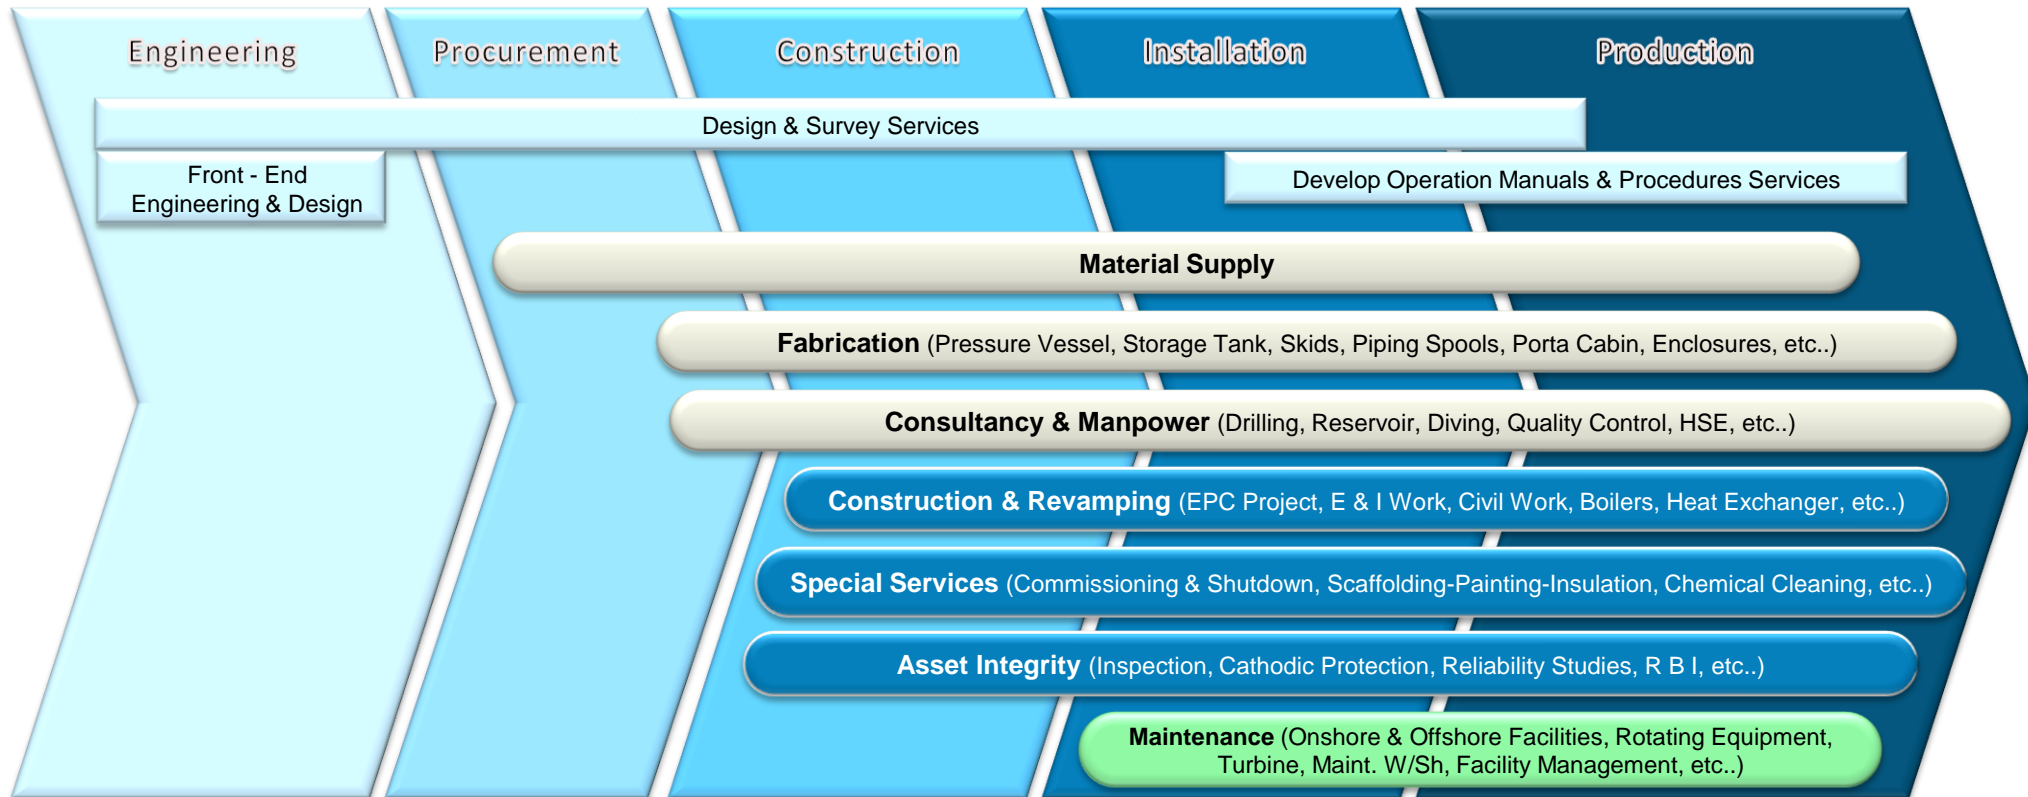 Engineering
Procurement
Construction
Installation
Production
Design & Survey Services
Front - End
Engineering & Design
Develop Operation Manuals & Procedures Services
Material Supply
Fabrication (Pressure Vessel, Storage Tank, Skids, Piping Spools, Porta Cabin, Enclosures, etc..)
Consultancy & Manpower (Drilling, Reservoir, Diving, Quality Control, HSE, etc..)
Construction & Revamping (EPC Project, E & I Work, Civil Work, Boilers, Heat Exchanger, etc..)
Special Services (Commissioning & Shutdown, Scaffolding-Painting-Insulation, Chemical Cleaning, etc..)
Asset Integrity (Inspection, Cathodic Protection, Reliability Studies, R B I, etc..)
Maintenance (Onshore & Offshore Facilities, Rotating Equipment,
Turbine, Maint. W/Sh, Facility Management, etc..)